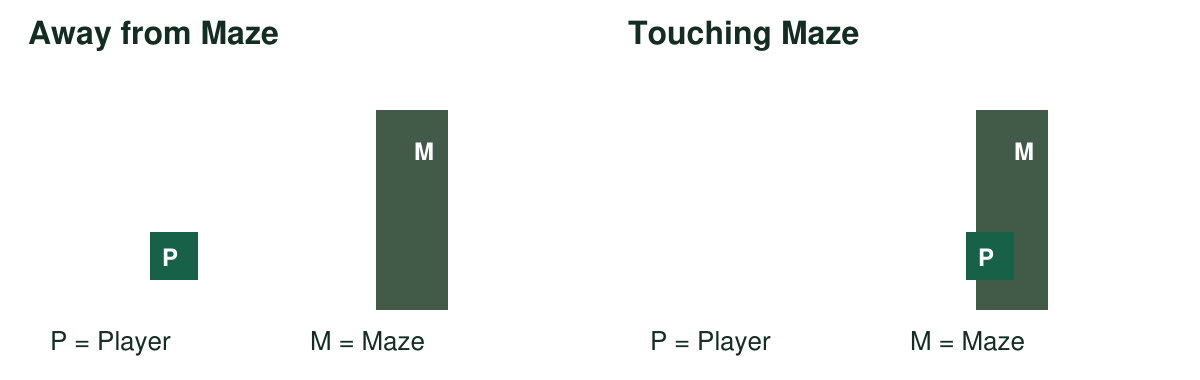 Away from Maze
M
P
P = Player
M = Maze
Touching Maze
M
P
P = Player
M = Maze